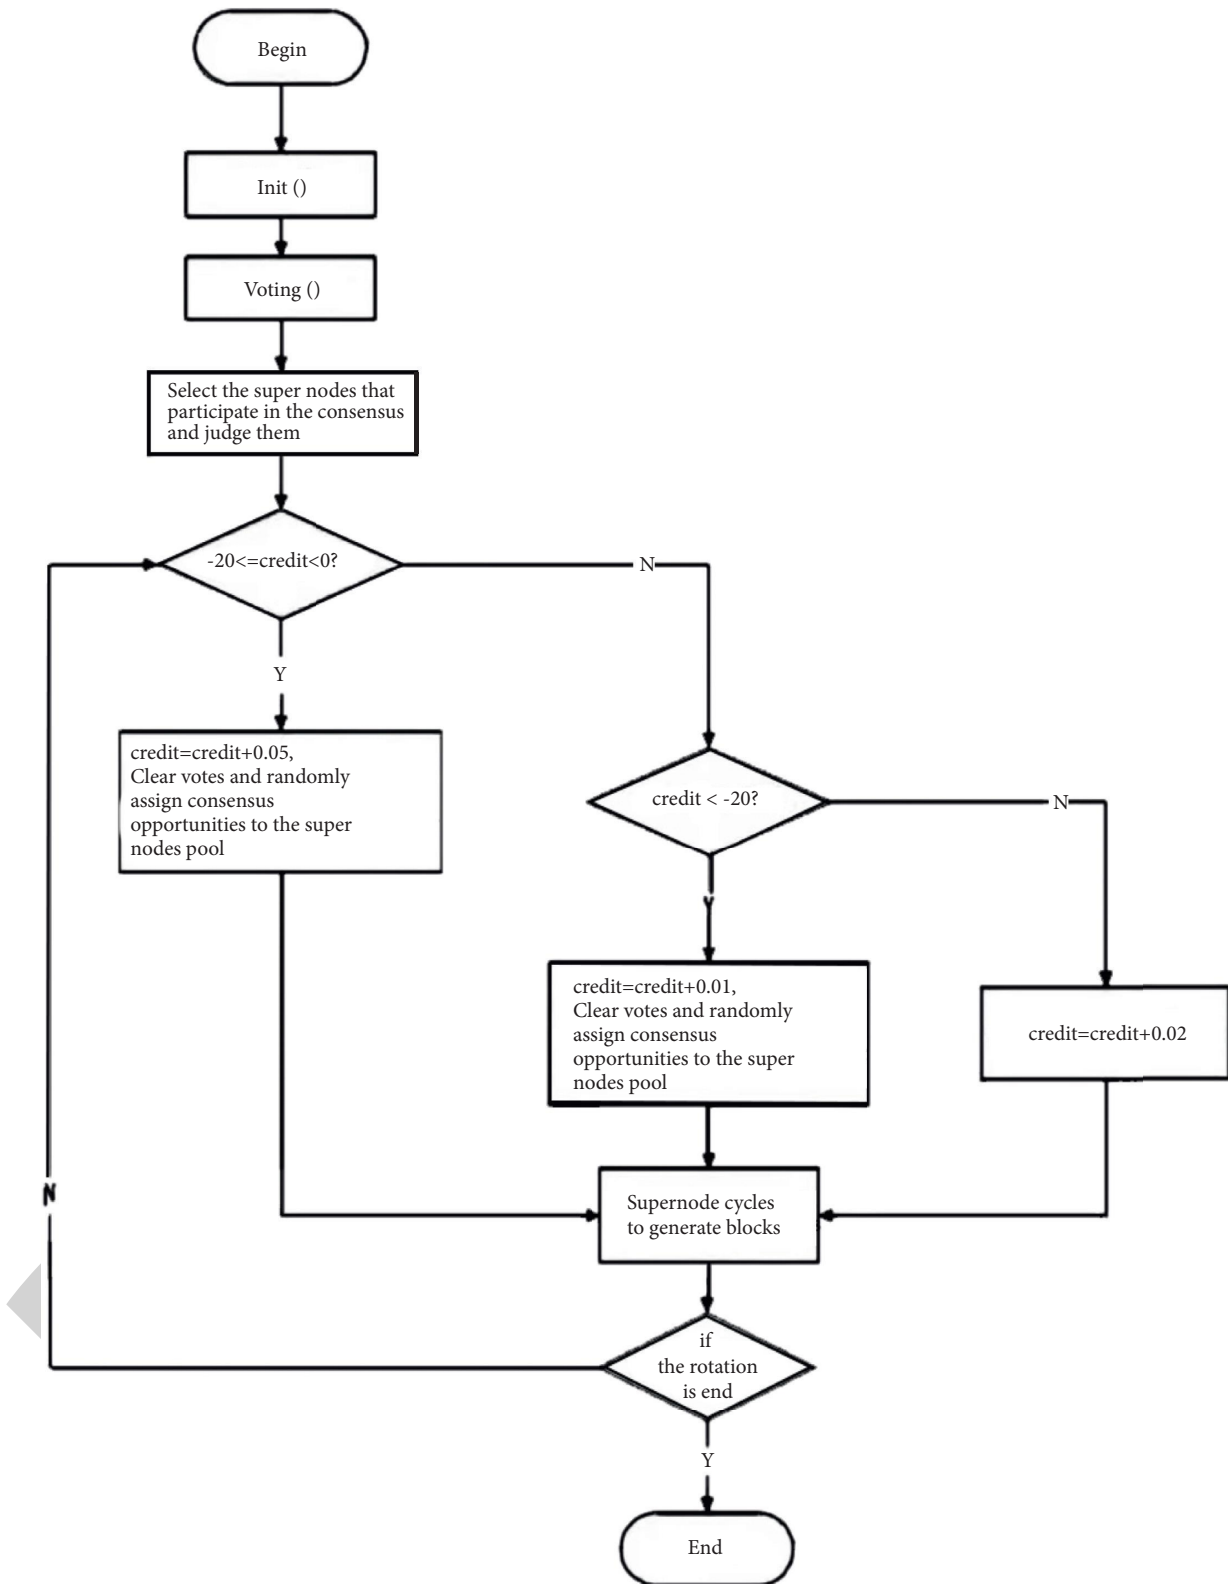 Begin
Init ()
Voting ()
Select the super nodes that
participate in the consensus
and judge them
-20<=credit<0?
N
Y
credit=credit+0.05,
Clear votes and randomly
assign consensus
opportunities to the super
nodes pool
credit < -20?
N
Y
credit=credit+0.01,
Clear votes and randomly
assign consensus
opportunities to the super
nodes pool
credit=credit+0.02
N
Supernode cycles
to generate blocks
if
the rotation
is end
Y
End